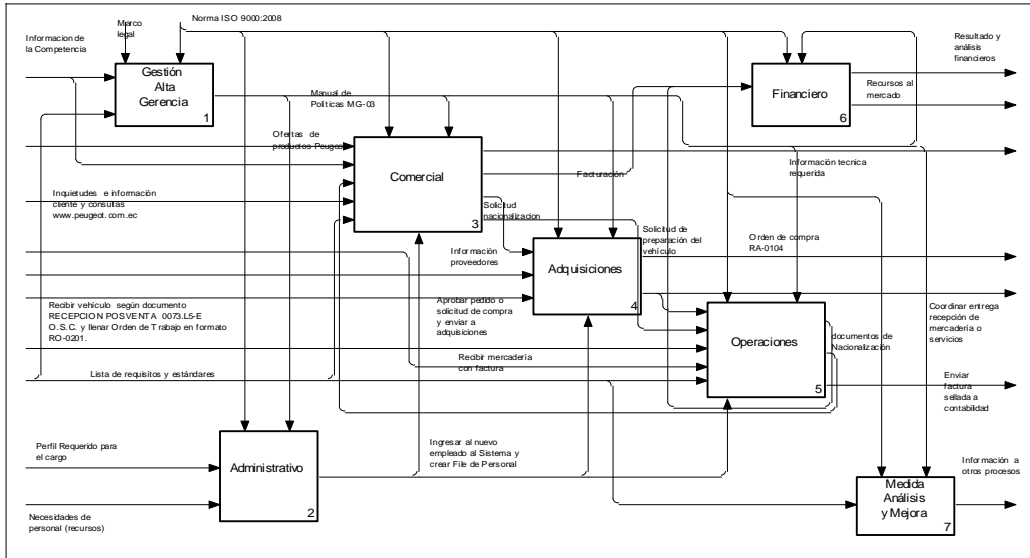 Norma ISO 9000:2008
Marco
legal
Informacion de
la Competencia
Resultado y
análisis
financieros
Gestión
Alta
Gerencia
1
Financiero
6
Recursos al
mercado
Manual de
Politicas MG-03
Ofertas de
productos Peugeot
Comercial
3
Facturación
Información tecnica
requerida
Inquietudes e información
cliente y consultas
www.peugeot.com.ec
Solicitud
nacionalizacion
Solicitud de
preparación del
vehículo
Orden de compra
RA-0104
Información
proveedores
Adquisiciones
4
Recibir vehículo según documento
RECEPCION POSVENTA 0073.L5-E
O.S.C. y llenar Orden de Trabajo en formato
RO-0201.
Aprobar pedido o
solicitud de compra
y enviar a
adquisiciones
Coordinar entrega
recepción de
mercadería o
servicios
Operaciones
5
documentos de
Nacionalización
Recibir mercadería
con factura
Lista de requisitos y estándares
Enviar
factura
sellada a
contabilidad
Perfil Requerido para
el cargo
Administrativo
2
Ingresar al nuevo
empleado al Sistema y
crear File de Personal
Información a
otros procesos
Medida
Análisis
y Mejora
7
Necesidades de
personal (recursos)